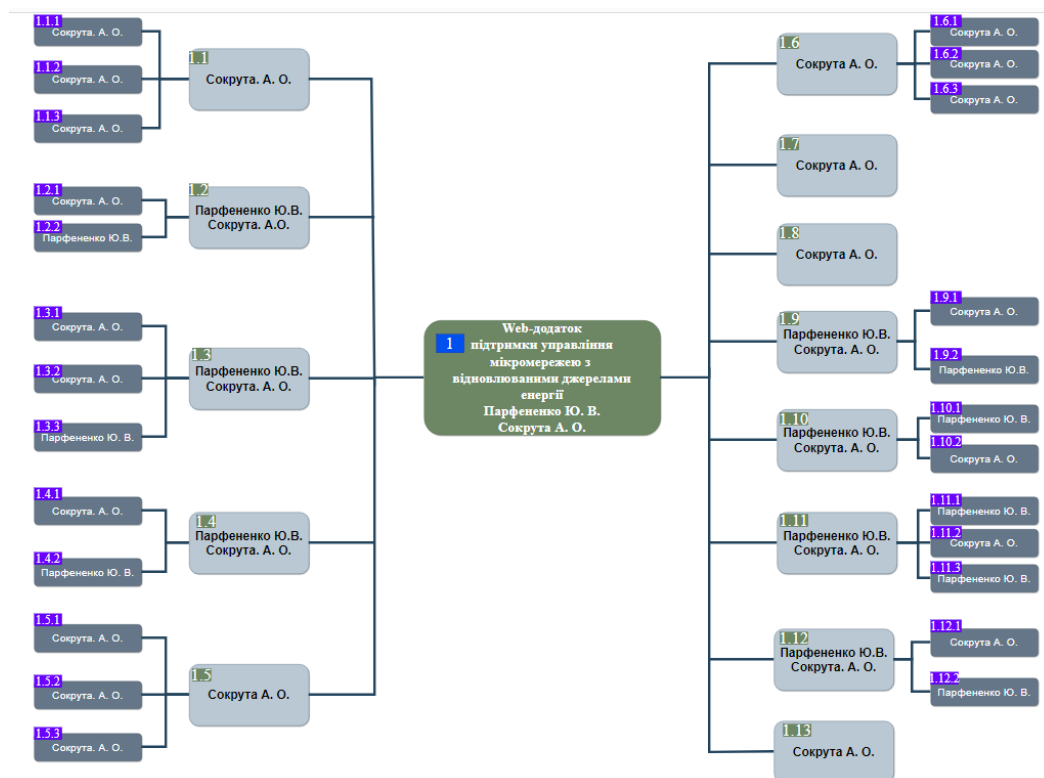 1.1.1
Сокрута. А. О.
1.1.2
Сокрута. А. О.
1.1.3
Сокрута. А. О.
1.1
Сокрута. А. О.
1.2.1
Сокрута. А. О.
1.2.2
Парфененко Ю.В.
1.2
Парфененко Ю.В.
Сокрута. А.О.
1.3.1
Сокрута. А. О.
1.3.2
Сокрута. А. О.
1.3.3
Парфененко Ю. В.
1.3
Парфененко Ю.В.
Сокрута. А. О.
1.4.1
Сокрута. А. О.
1.4.2
Парфененко Ю. В.
1.4
Парфененко Ю.В.
Сокрута. А. О.
1.5.1
Сокрута. А. О.
1.5.2
Сокрута. А. О.
1.5.3
Сокрута. А. О.
1.5
Сокрута А. О.
1
Web-додаток
підтримки управління
мікромережею з
відновлюваними джерелами
енергії
Парфененко Ю. В.
Сокрута А. О.
1.6
Сокрута А. О.
1.6.1
Сокрута А. О.
1.6.2
Сокрута А. О.
1.6.3
Сокрута А. О.
1.7
Сокрута А. О.
1.8
Сокрута А. О.
1.9
Парфененко Ю.В.
Сокрута. А. О.
1.9.1
Сокрута А. О.
1.9.2
Парфененко Ю.В.
1.10
Парфененко Ю.В.
Сокрута. А. О.
1.10.1
Парфененко Ю. В.
1.10.2
Сокрута А. О.
1.11
Парфененко Ю.В.
Сокрута. А. О.
1.11.1
Парфененко Ю. В.
1.11.2
Сокрута А. О.
1.11.3
Парфененко Ю. В.
1.12
Парфененко Ю.В.
Сокрута. А. О.
1.12.1
Сокрута А. О.
1.12.2
Парфененко Ю. В.
1.13
Сокрута А. О.